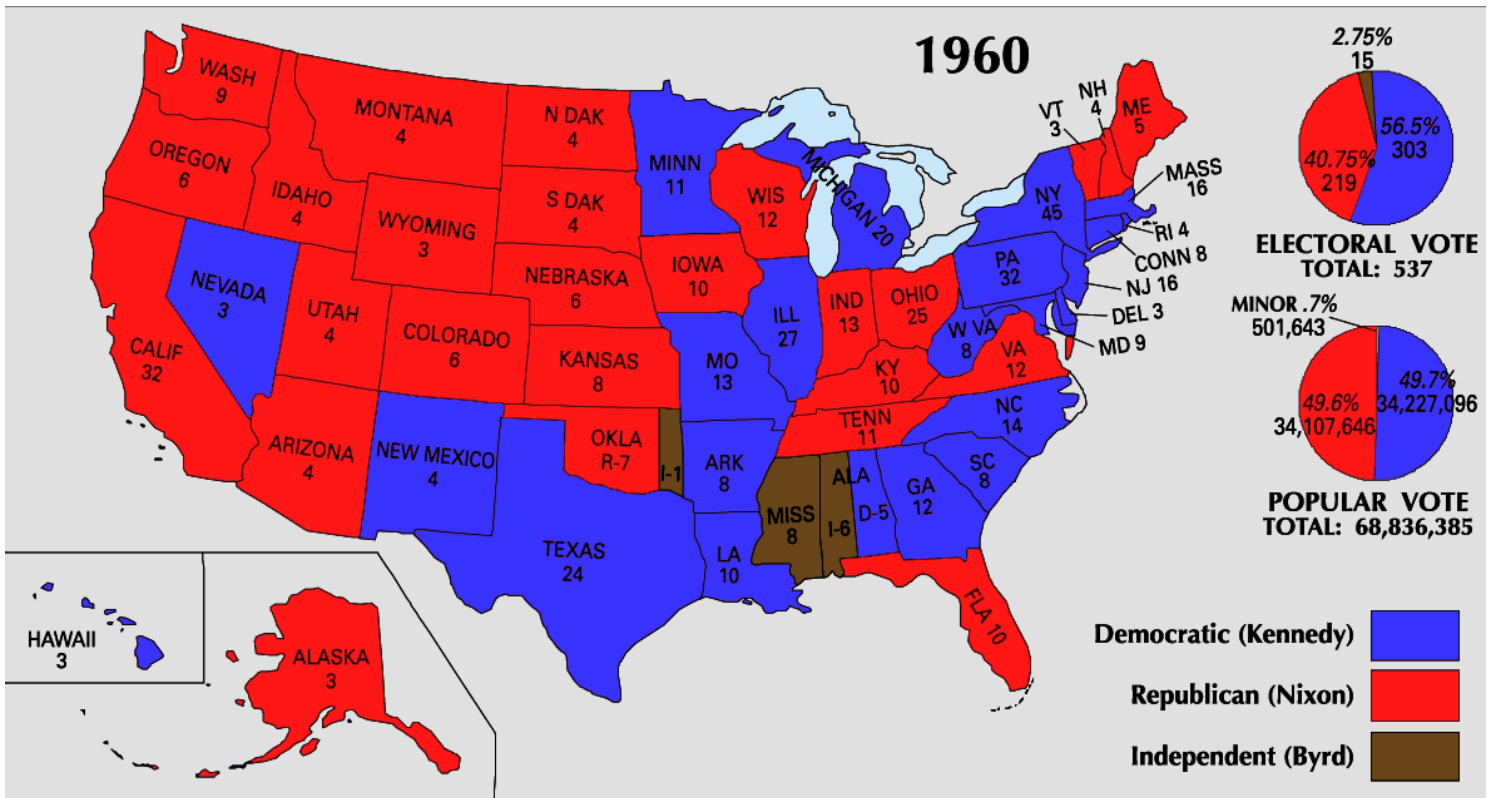 1960
WASH
9
OREGON
6
CALIF
32
NEVADA
3
IDAHO
4
MONTANA
4
WYOMING
3
UTAH
4
ARIZONA
4
COLORADO
6
NEW MEXICO
4
N DAK
4
S DAK
4
NEBRASKA
6
KANSAS
8
OKLA
R-7
I-1
TEXAS
24
MINN
11
IOWA
10
MO
13
ARK
8
LA
10
WIS
12
ILL
27
MICHIGAN 20
IND
13
OHIO
25
KY
10
TENN
11
MISS
8
ALA
I-6
D-5
GA
12
FLA 10
SC
8
NC
14
VA
12
W VA
8
PA
32
NY
45
VT
3
NH
4
ME
5
MASS
16
RI 4
CONN 8
NJ 16
DEL 3
MD 9
HAWAII
3
ALASKA
3
2.75%
15
56.5%
303
40.75%
219
ELECTORAL VOTE
TOTAL: 537
MINOR .7%
501,643
49.7%
34,227,096
49.6%
34,107,646
POPULAR VOTE
TOTAL: 68,836,385
Democratic (Kennedy)
Republican (Nixon)
Independent (Byrd)